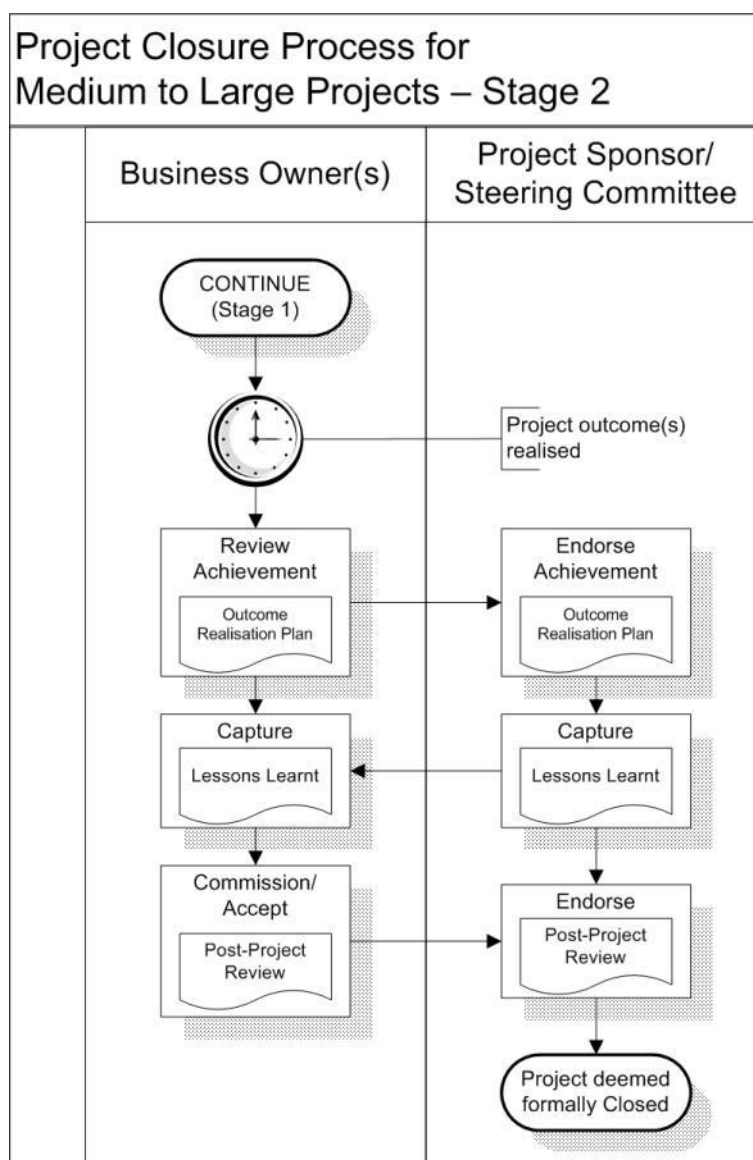 Project Closure Process for
Medium to Large Projects – Stage 2
Business Owner(s)
Project Sponsor/
Steering Committee
CONTINUE
(Stage 1)
Project outcome(s)
realised
Review
Achievement
Outcome
Realisation Plan
Endorse
Achievement
Outcome
Realisation Plan
Capture
Lessons Learnt
Capture
Lessons Learnt
Commission/
Accept
Post-Project
Review
Endorse
Post-Project
Review
Project deemed
formally Closed